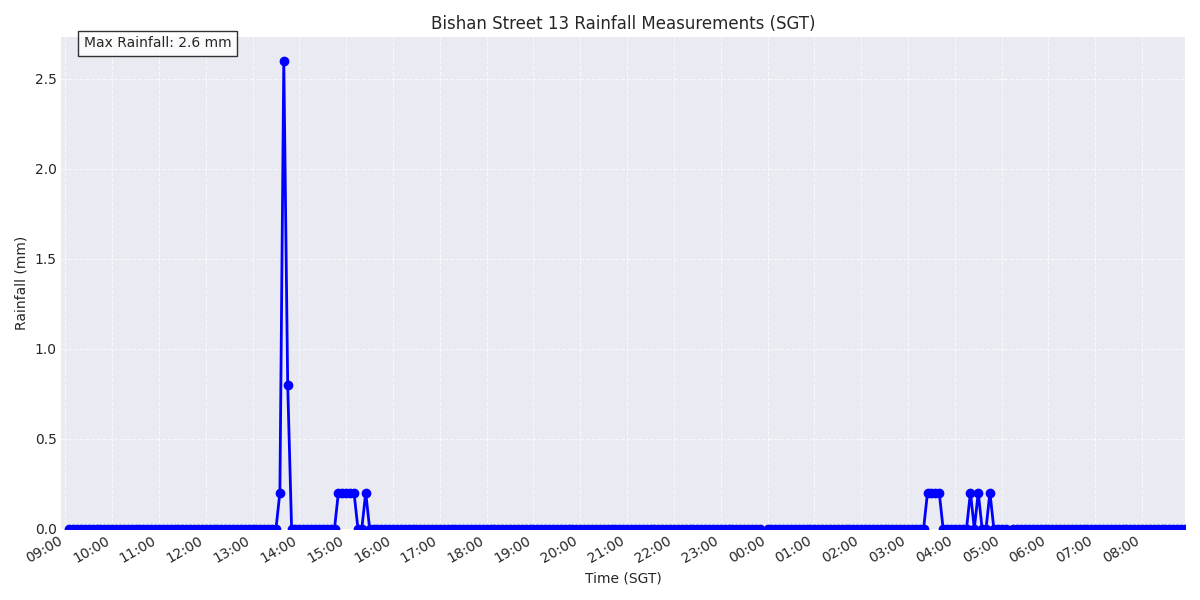 Bishan Street 13 Rainfall Measurements (SGT)
Max Rainfall: 2.6 mm
Rainfall (mm)
2.5
2.0
1.5
1.0
0.5
0.0
09:00 10:00 11:00 12:00 13:00 14:00 15:00 16:00 17:00 18:00 19:00 20:00 21:00 22:00 23:00 00:00 01:00 02:00 03:00 04:00 05:00 06:00 07:00 08:00
Time (SGT)